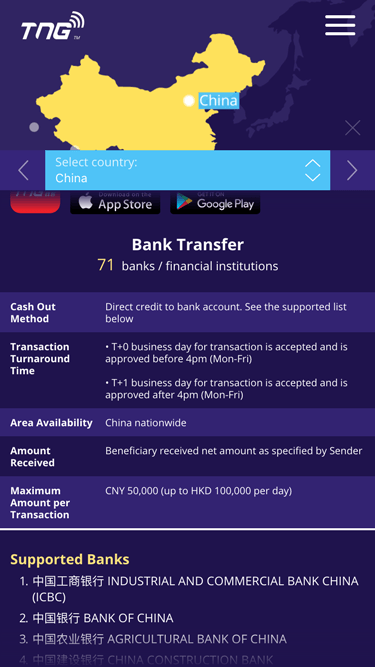 TNG TM
China
Select country:
China
Download on the
GET IT ON
TNG
App Store
Google Play
Bank Transfer
71 banks / financial institutions
Cash Out
Method
Direct credit to bank account. See the supported list
below
Transaction
Turnaround
Time
• T+0 business day for transaction is accepted and is
approved before 4pm (Mon-Fri)
• T+1 business day for transaction is accepted and is
approved after 4pm (Mon-Fri)
Area Availability
China nationwide
Amount
Received
Beneficiary received net amount as specified by Sender
Maximum
Amount per
Transaction
CNY 50,000 (up to HKD 100,000 per day)
Supported Banks
1. 中国工商银行 INDUSTRIAL AND COMMERCIAL BANK CHINA
(ICBC)
2. 中国银行 BANK OF CHINA
3. 中国农业银行 AGRICULTURAL BANK OF CHINA
4. 中国建设银行 CHINA CONSTRUCTION BANK